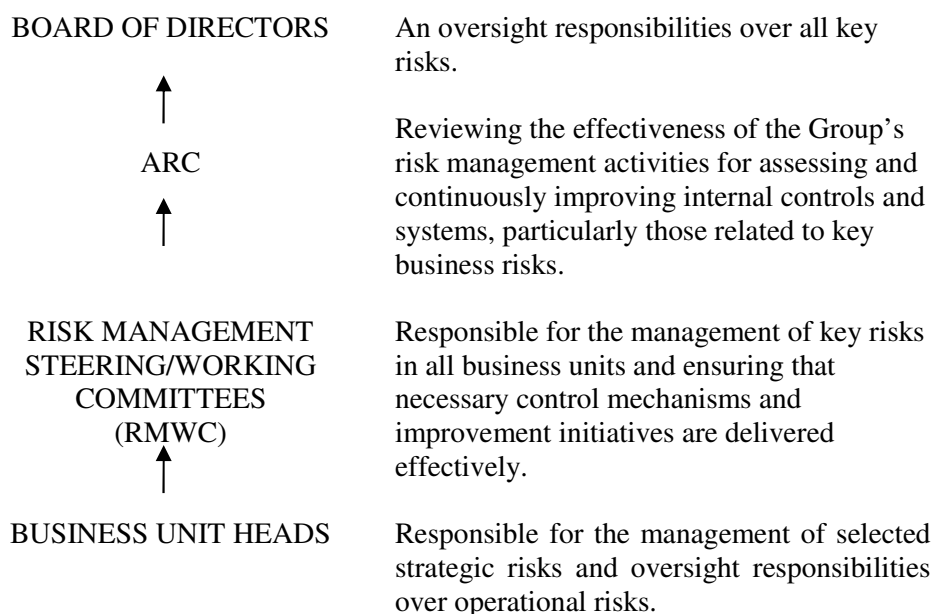 BOARD OF DIRECTORS
An oversight responsibilities over all key
risks.
ARC
Reviewing the effectiveness of the Group's
risk management activities for assessing and
continuously improving internal controls and
systems, particularly those related to key
business risks.
RISK MANAGEMENT
STEERING/WORKING
COMMITTEES
(RMWC)
Responsible for the management of key risks
in all business units and ensuring that
necessary control mechanisms and
improvement initiatives are delivered
effectively.
BUSINESS UNIT HEADS
Responsible for the management of selected
strategic risks and oversight responsibilities
over operational risks.